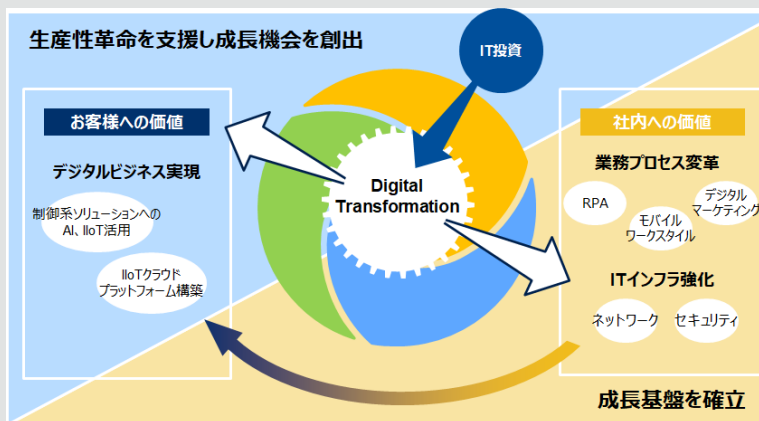 生産性革命を支援し成長機会を創出
IT投資
お客様への価値
デジタルビジネス実現
制御系ソリューションへの
AI、IIoT活用
IIoTクラウド
プラットフォーム構築
Digital
Transformation
社内への価値
業務プロセス変革
RPA
モバイル
ワークスタイル
デジタル
マーケティング
ITインフラ強化
ネットワーク
セキュリティ
成長基盤を確立